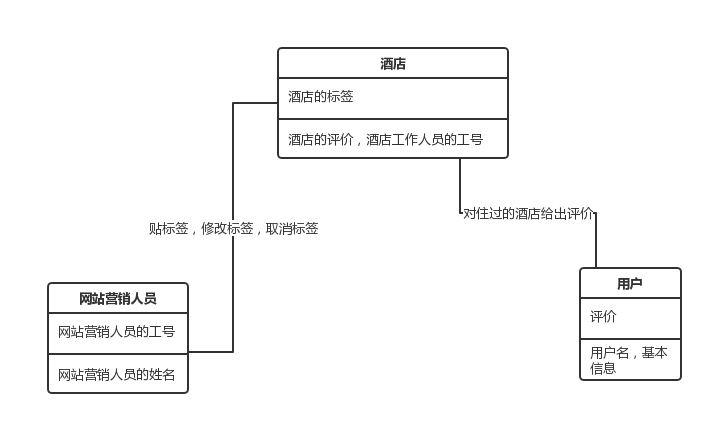 酒店
酒店的标签
酒店的评价，酒店工作人员的工号
对住过的酒店给出评价
贴标签，修改标签，取消标签
网站营销人员
网站营销人员的工号
网站营销人员的姓名
用户
评价
用户名，基本
信息